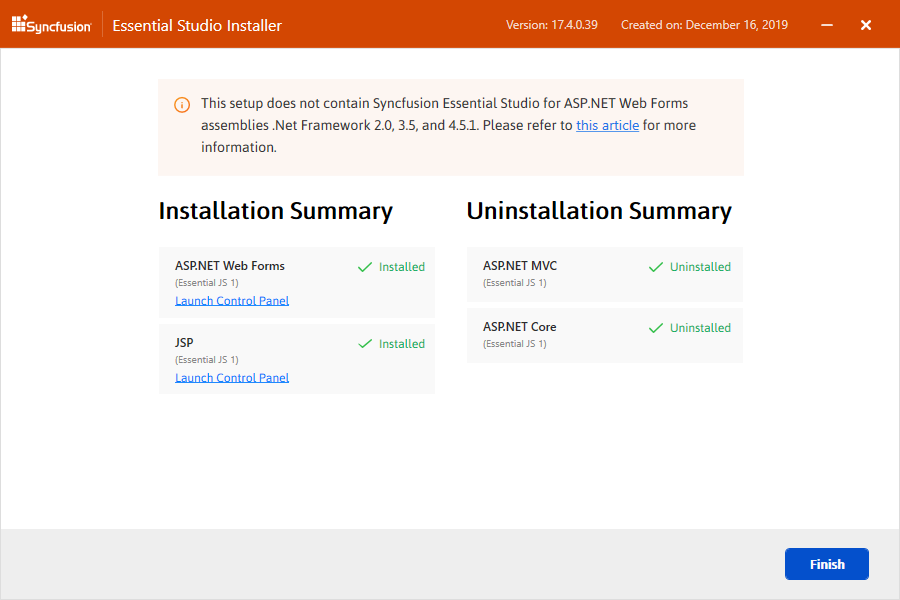 Syncfusion Essential Studio Installer Version: 17.4.0.39 Created on: December 16, 2019
This setup does not contain Syncfusion Essential Studio for ASP.NET Web Forms
assemblies .Net Framework 2.0, 3.5, and 4.5.1. Please refer to this article for more
information.
Installation Summary
ASP.NET Web Forms Installed
(Essential JS 1)
Launch Control Panel
JSP Installed
(Essential JS 1)
Launch Control Panel
Uninstallation Summary
ASP.NET MVC Uninstalled
(Essential JS 1)
ASP.NET Core Uninstalled
(Essential JS 1)
Finish